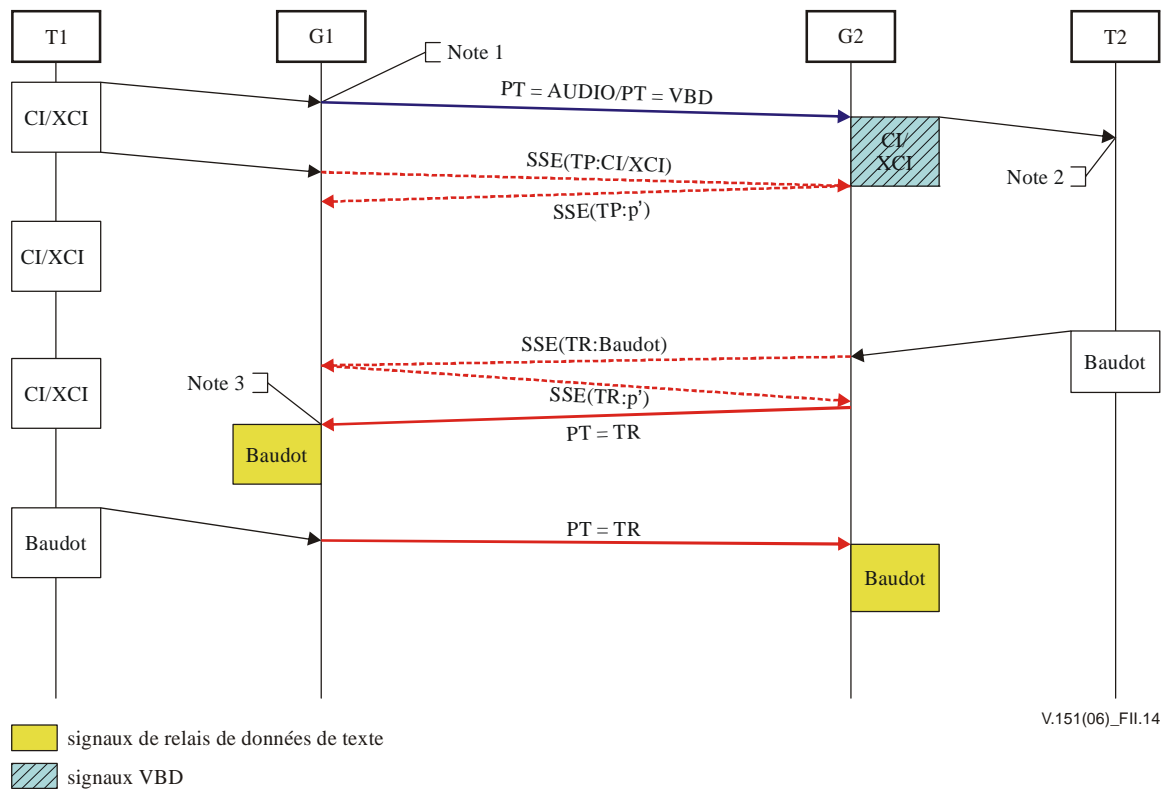 T1
G1
G2
T2
Note 1
PT = AUDIO/PT = VBD
CI/XCI
CI/
XCI
SSE(TP:CI/XCI)
Note 2
SSE(TP:p')
CI/XCI
SSE(TR:Baudot)
Baudot
Note 3
CI/XCI
SSE(TR:p')
PT = TR
Baudot
PT = TR
Baudot
Baudot
V.151(06)_FII.14
signaux de relais de données de texte
signaux VBD